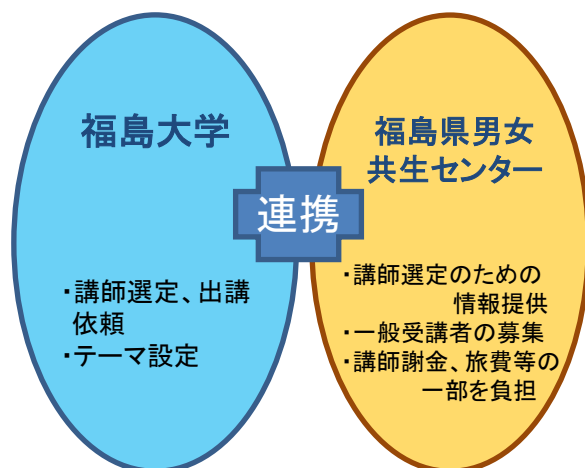 福島大学
・講師選定、出講
依頼
・テーマ設定
連携
福島県男女
共生センター
・講師選定のための
情報提供
・一般受講者の募集
・講師謝金、旅費等の
一部を負担